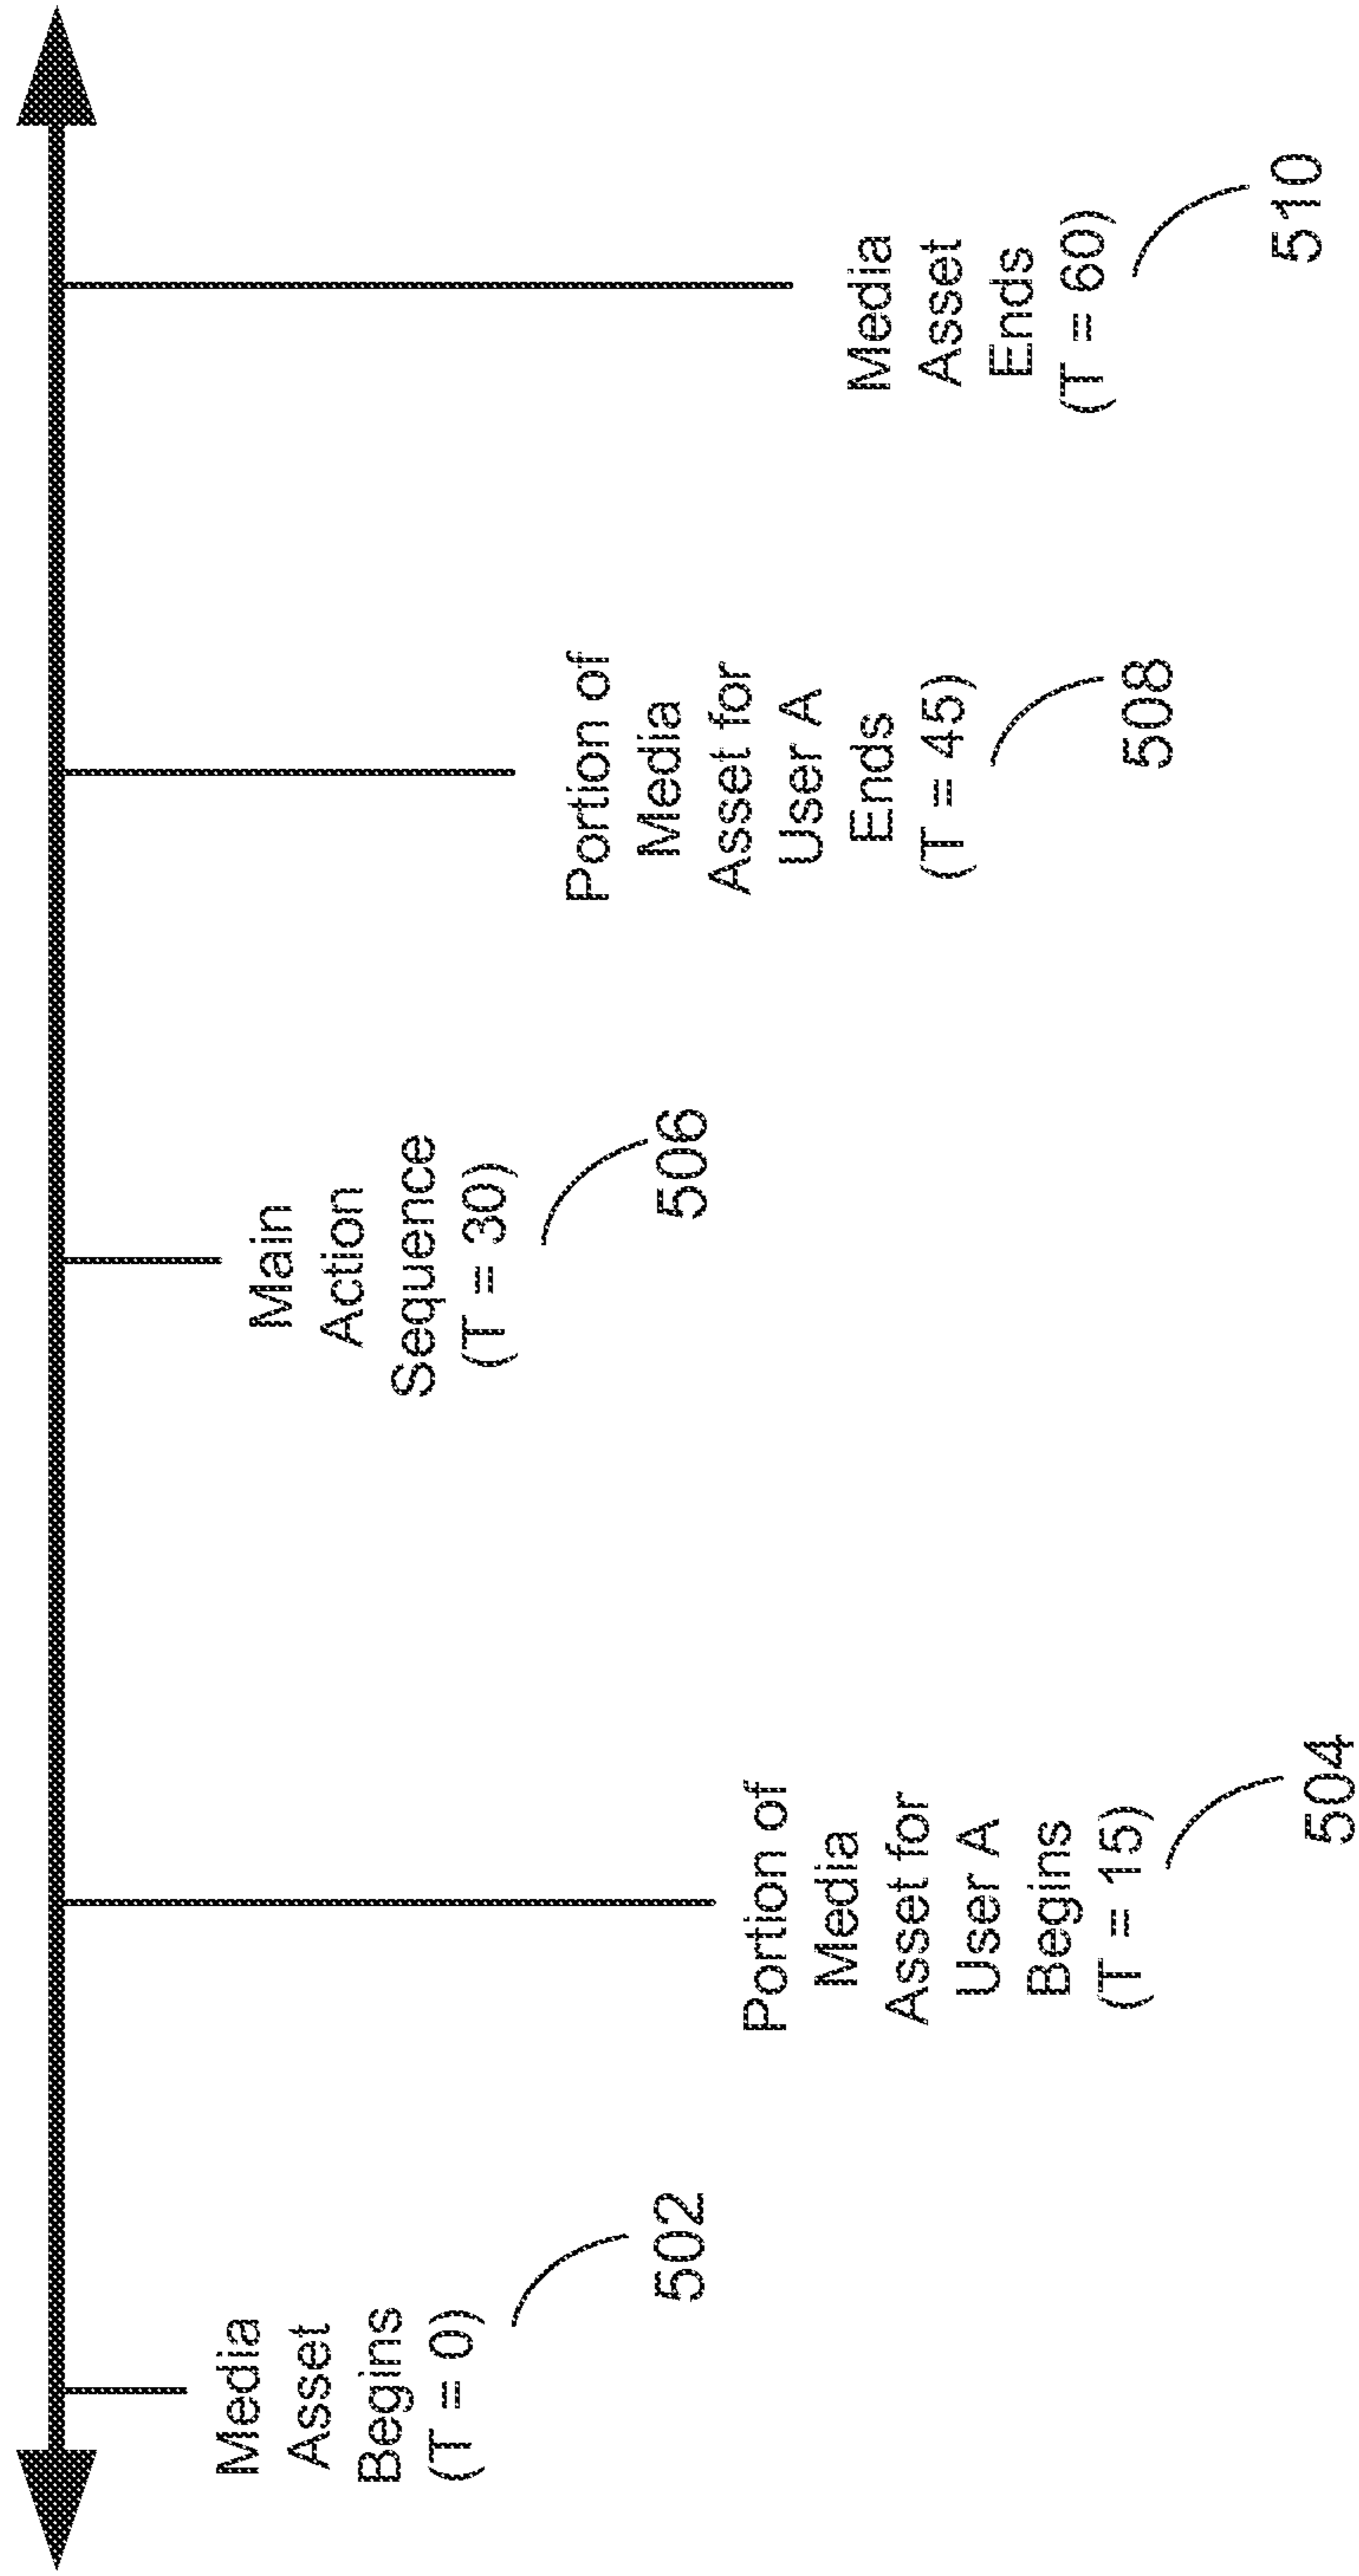 Media
Asset
Begins
(T = 0)
502
Portion of
Media
Asset for
User A
Begins
(T = 15)
504
Main
Action
Sequence
(T = 30)
506
Portion of
Media
Asset for
User A
Ends
(T = 45)
508
Media
Asset
Ends
(T = 60)
510